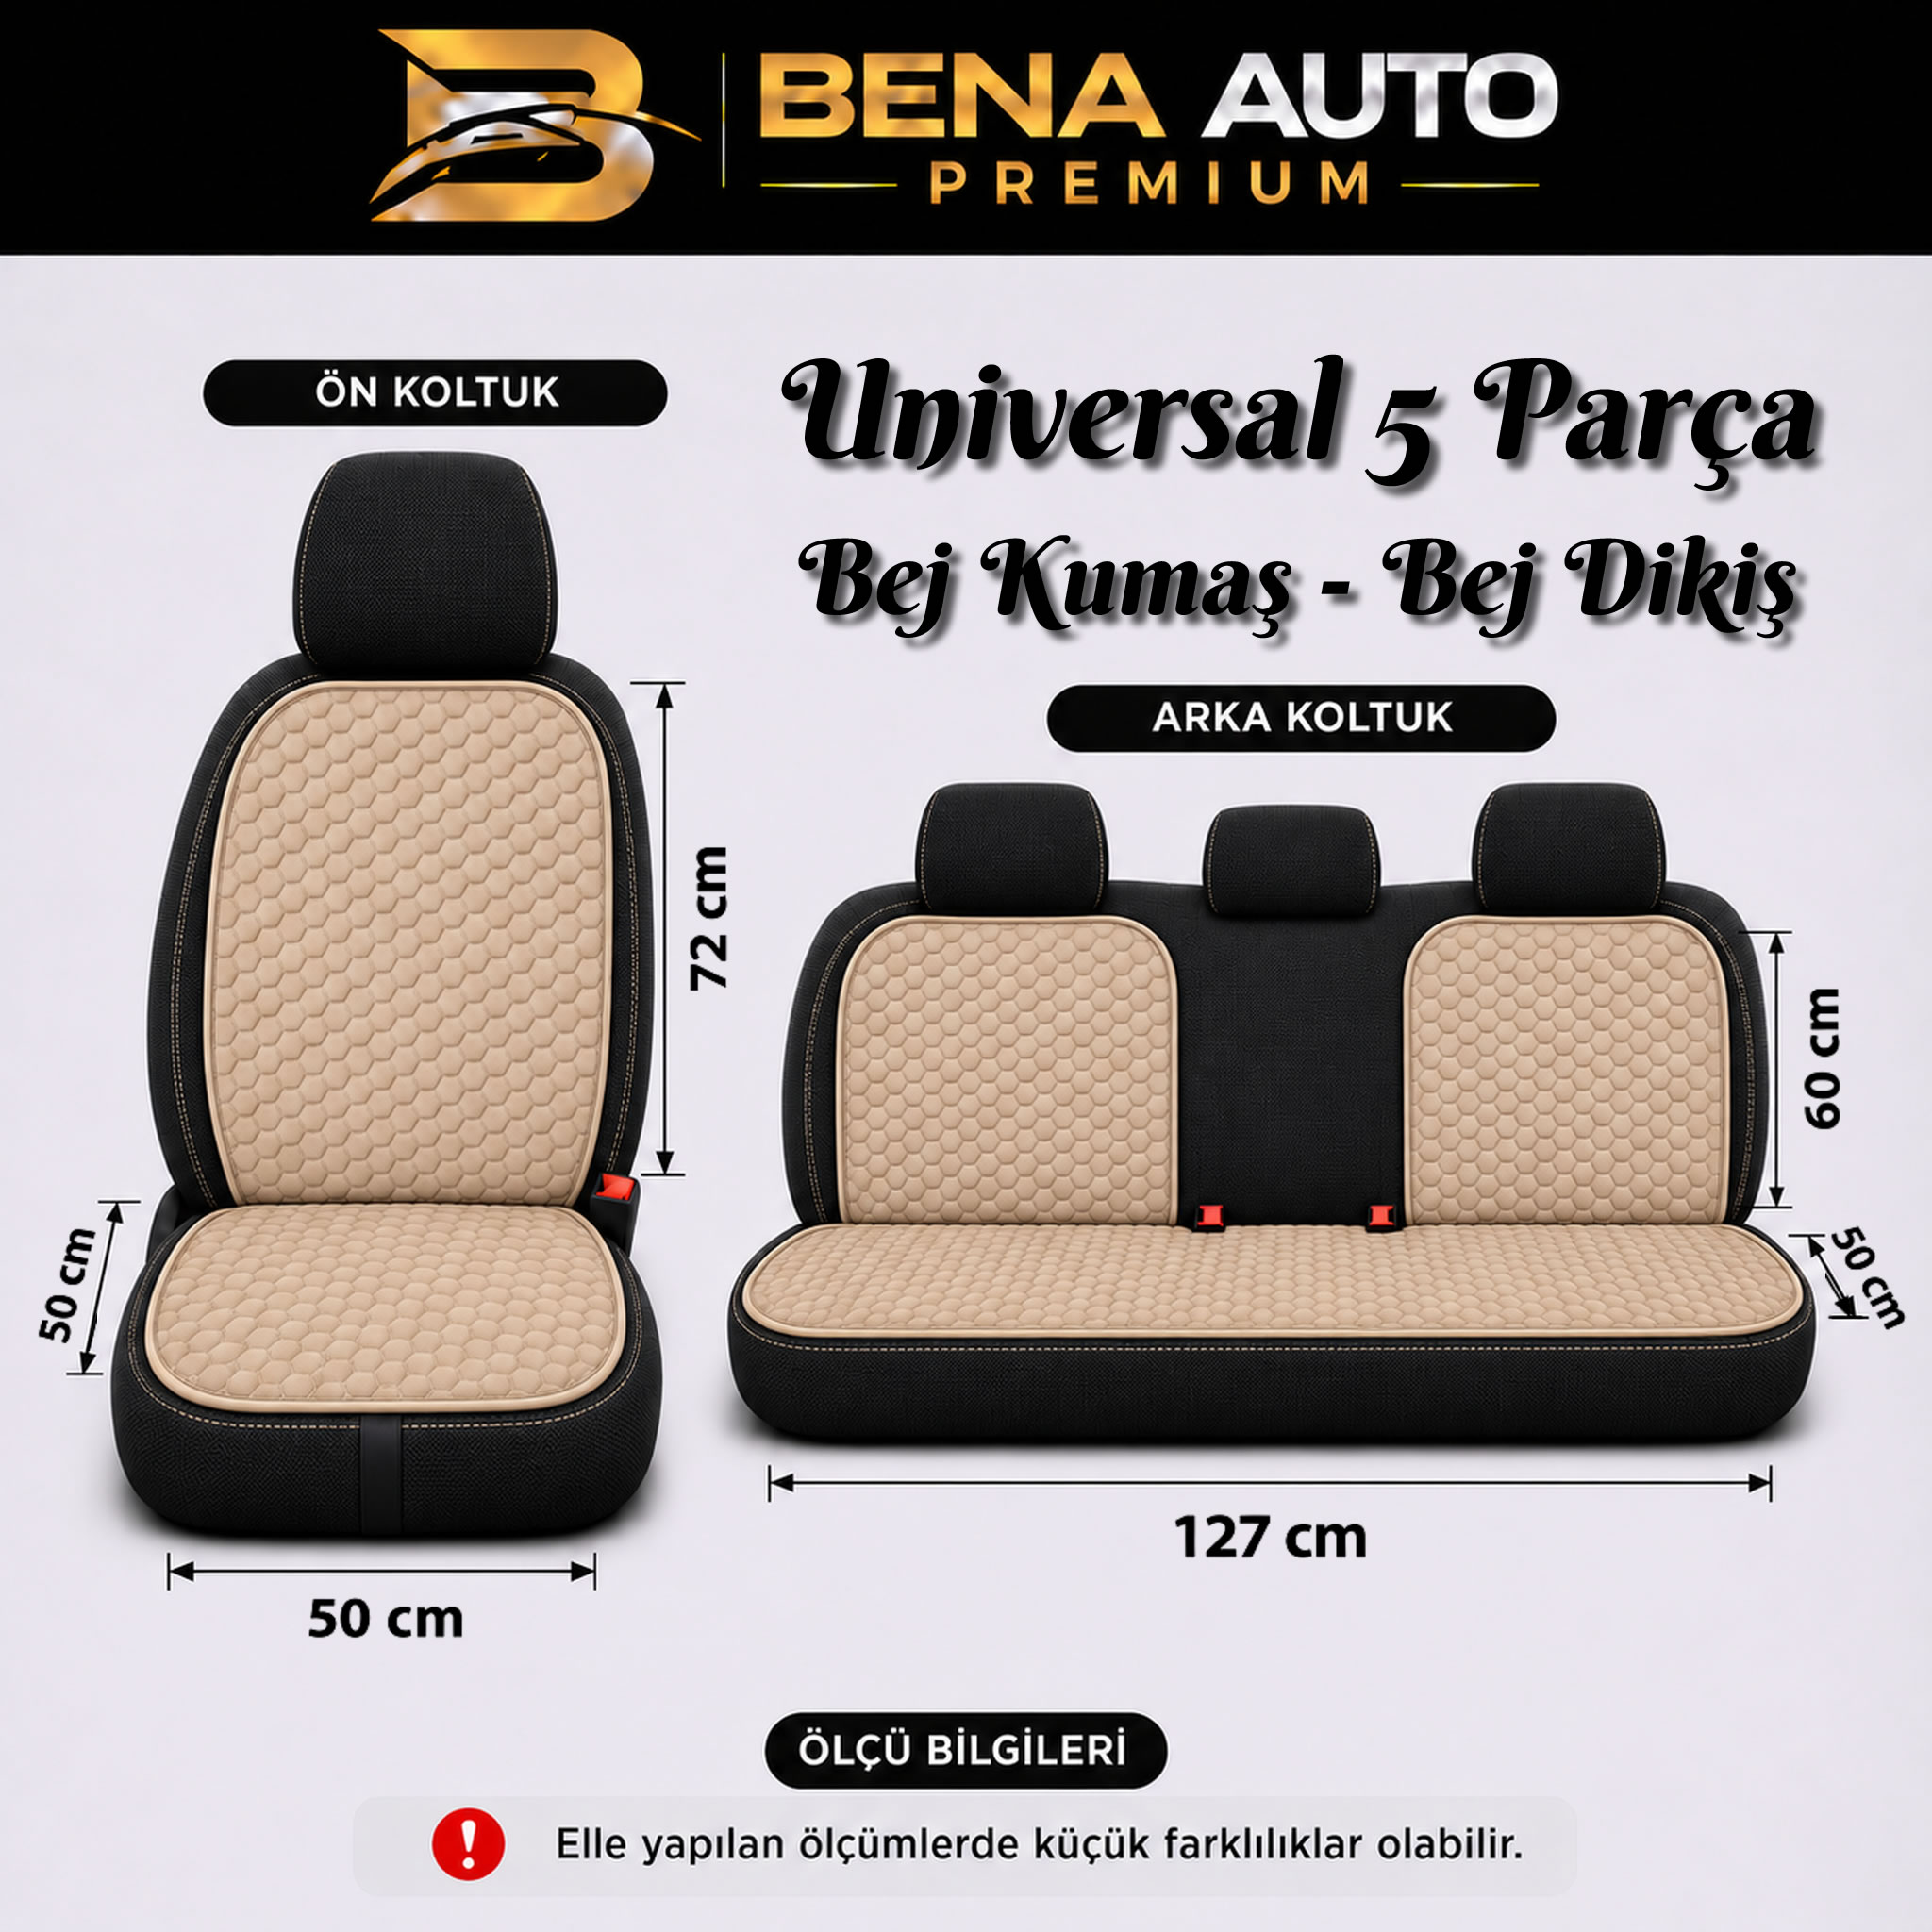 BENA AUTO
PREMIUM
ÖN KOLTUK
Universal 5 Parça
Bej Kumaş - Bej Dikiş
ARKA KOLTUK
72 cm
60 cm
50 cm
50 cm
127 cm
50 cm
ÖLÇÜ BİLGİLERİ
! Elle yapılan ölçümlerde küçük farklılıklar olabilir.